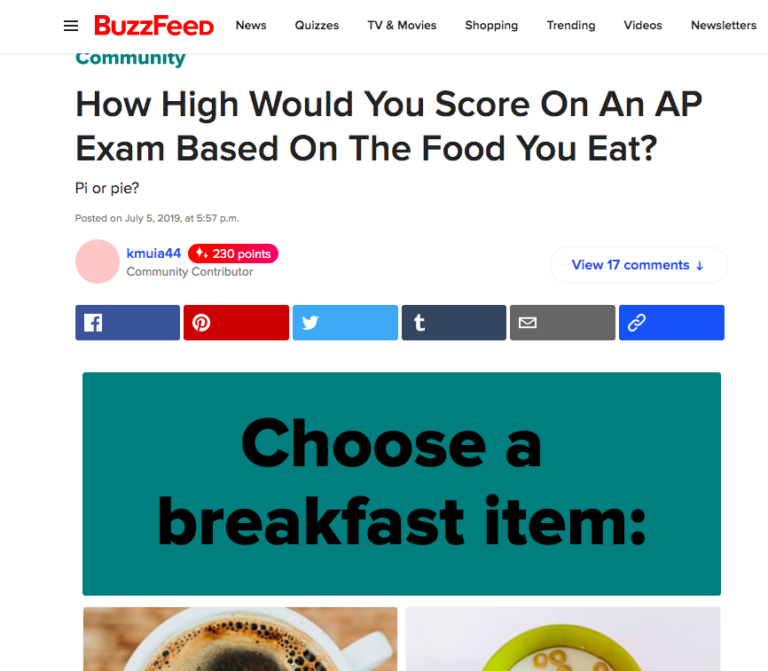 BuzzFeed News Quizzes TV & Movies Shopping Trending Videos Newsletters
Community
How High Would You Score On An AP
Exam Based On The Food You Eat?
Pi or pie?
Posted on July 5, 2019, at 5:57 p.m.
kmuia44 230 points
Community Contributor
View 17 comments ↓
Choose a
breakfast item: